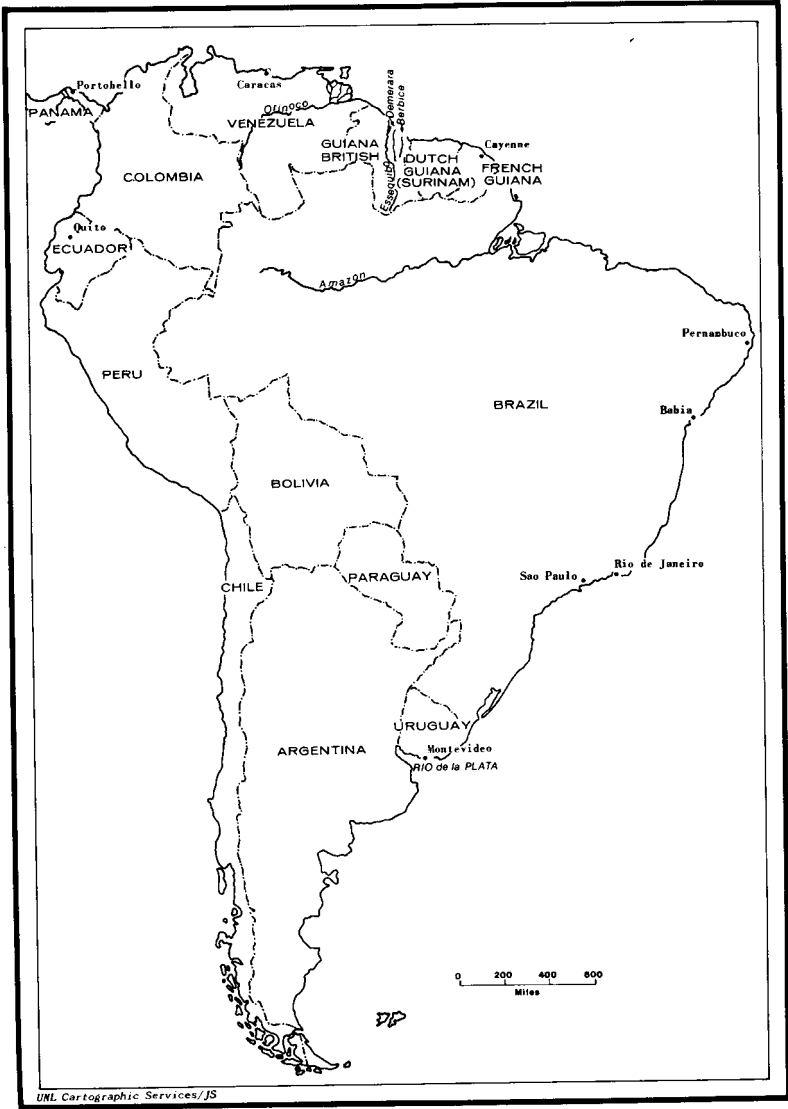 Portobello
PANAMA
Caracas
Orinoco
VENEZUELA
Demerara
Berbice
GUIANA
BRITISH
Essequibo
DUTCH
GUIANA
(SURINAM)
Cayenne
FRENCH
GUIANA
COLOMBIA
Quito
ECUADOR
Amazon
Pernambuco
PERU
BRAZIL
Bahia
BOLIVIA
Rio de Janeiro
Sao Paulo
PARAGUAY
CHILE
URUGUAY
Montevideo
RIO de la PLATA
ARGENTINA
0 200 400 600
Miles
UNL Cartographic Services/JS